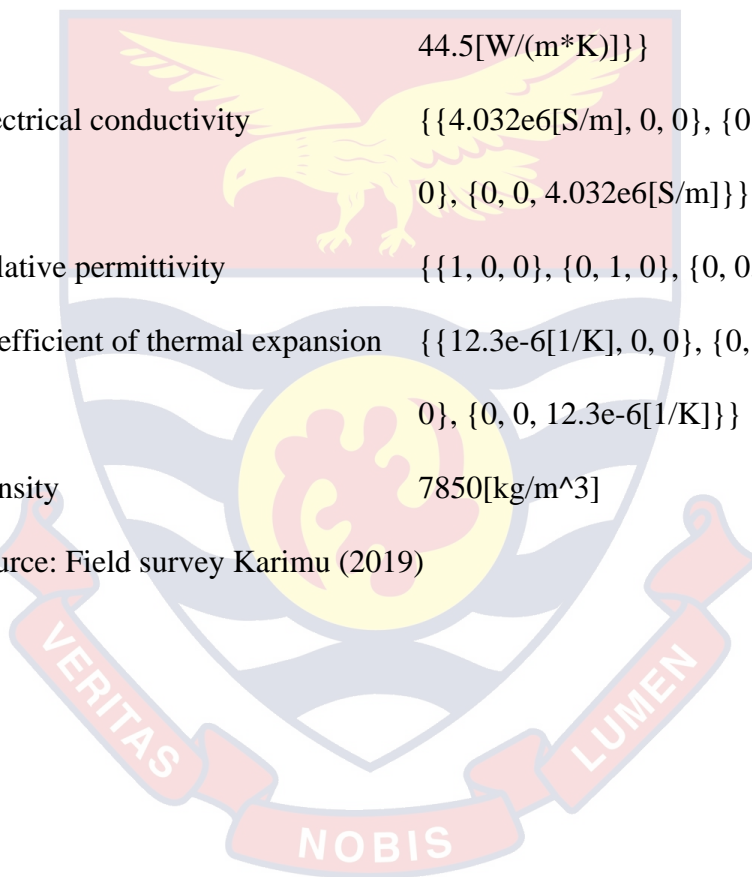 44.5[W/(m*K)]}}
ectrical conductivity {{4.032e6[S/m], 0, 0}, {0
0}, {0, 0, 4.032e6[S/m]}}
lative permittivity {{1, 0, 0}, {0, 1, 0}, {0, 0
efficient of thermal expansion {{12.3e-6[1/K], 0, 0}, {0,
0}, {0, 0, 12.3e-6[1/K]}}
nsity 7850[kg/m^3]
urce: Field survey Karimu (2019)
VERITAS
NOBIS
LUMEN